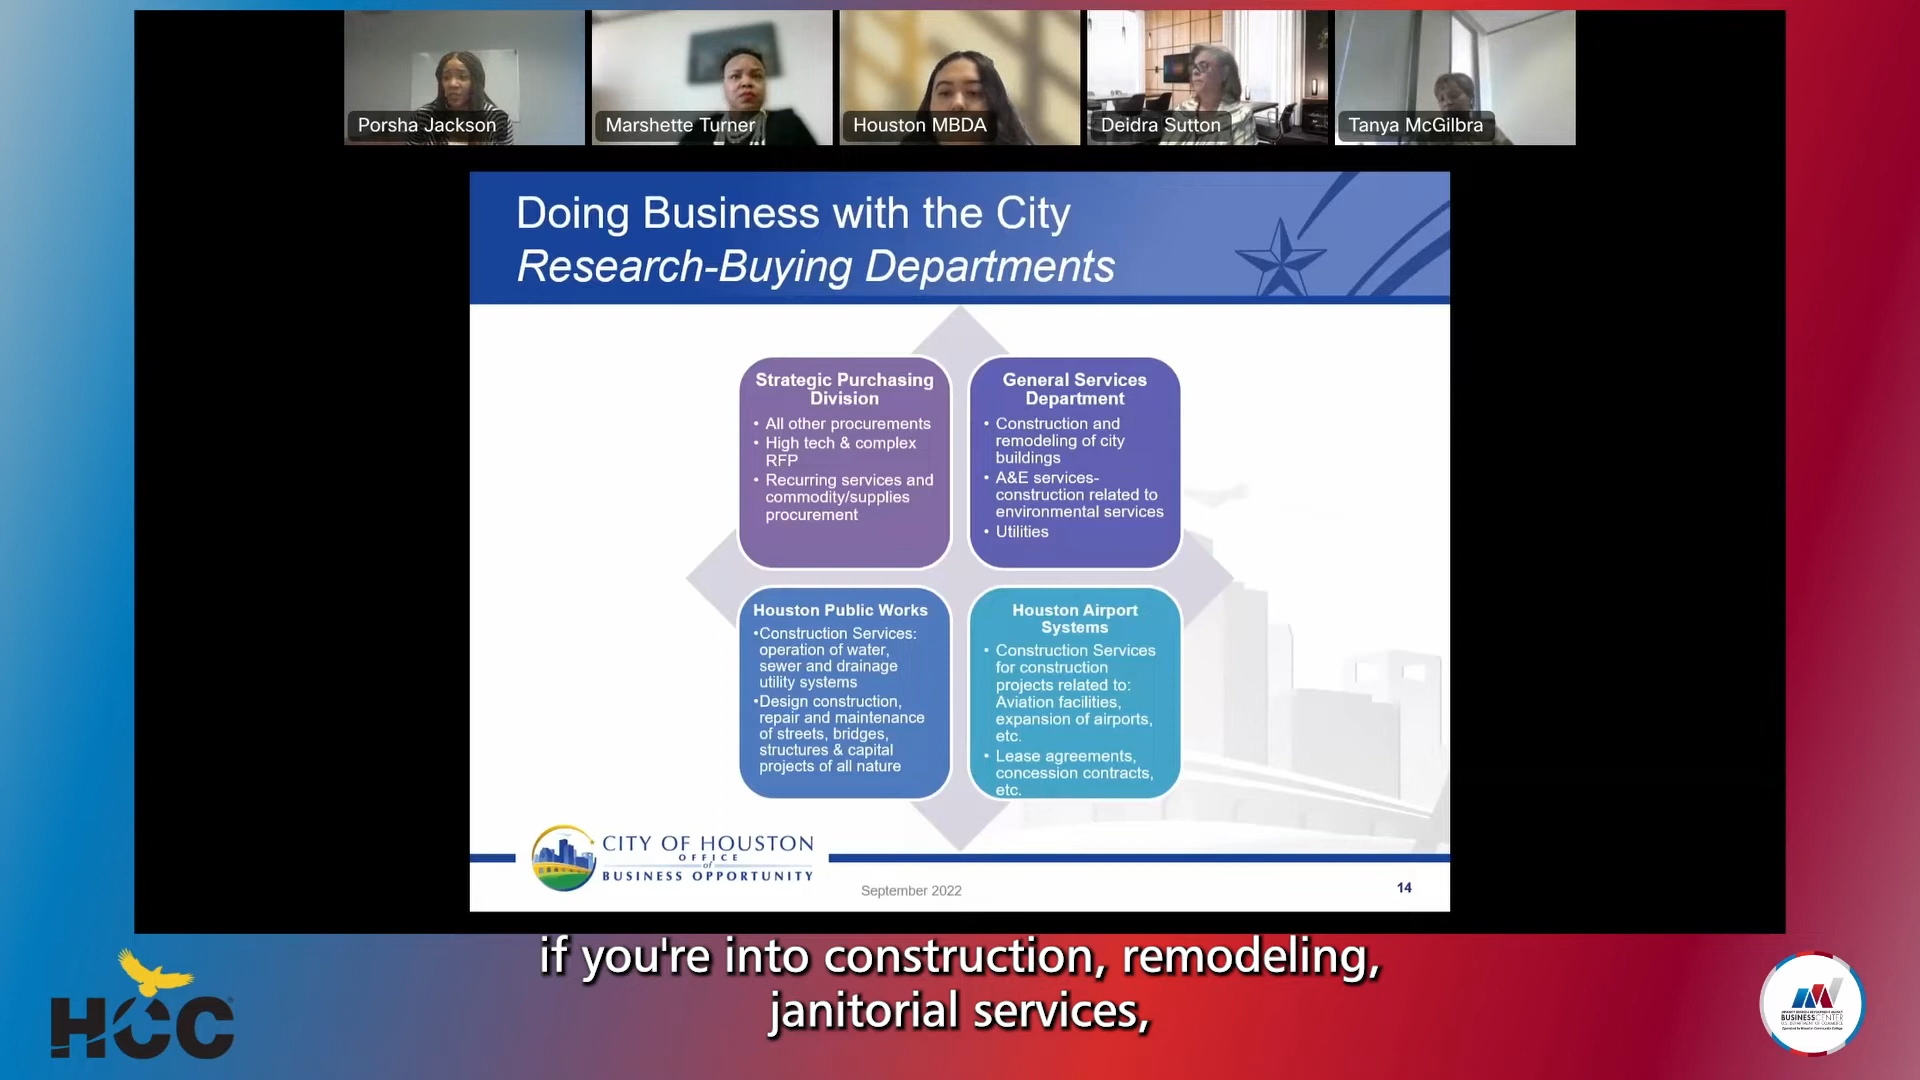 Porsha Jackson
Marshette Turner
Houston MBDA
Deidra Sutton
Tanya McGilbra
Doing Business with the City
Research-Buying Departments
Strategic Purchasing
Division
• All other procurements
• High tech & complex
RFP
• Recurring services and
commodity/supplies
procurement
General Services
Department
• Construction and
remodeling of city
buildings
• A&E services-
construction related to
environmental services
• Utilities
Houston Public Works
•Construction Services:
operation of water,
sewer and drainage
utility systems
•Design construction,
repair and maintenance
of streets, bridges,
structures & capital
projects of all nature
Houston Airport
Systems
• Construction Services
for construction
projects related to:
Aviation facilities,
expansion of airports,
etc.
• Lease agreements,
concession contracts,
etc.
CITY OF HOUSTON
OFFICE
of
BUSINESS OPPORTUNITY
September 2022
14
if you're into construction, remodeling,
janitorial services,
HCC
BUSINESS CENTER